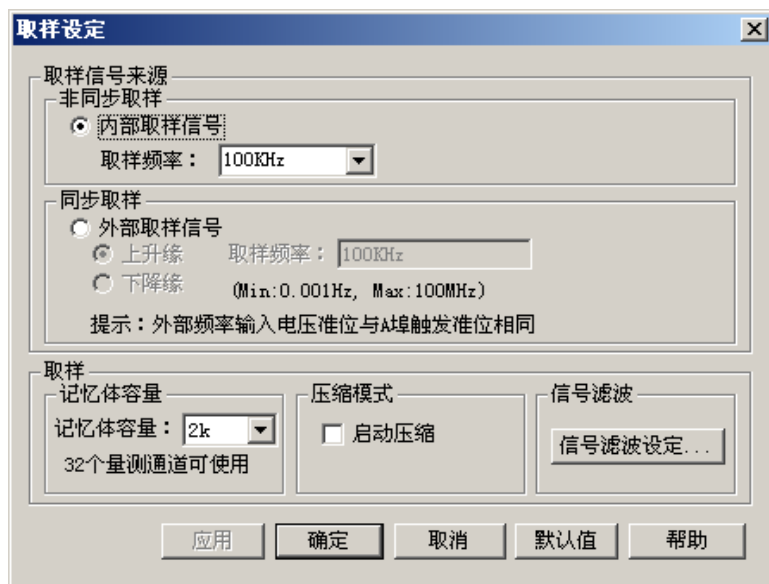 取样设定
取样信号来源
非同步取样
内部取样信号
取样频率： 100KHz
同步取样
外部取样信号
上升缘 取样频率： 100KHz
下降缘 (Min:0.001Hz, Max:100MHz)
提示：外部频率输入电压准位与A埠触发准位相同
取样
记忆体容量 压缩模式 信号滤波
记忆体容量： 2k 启动压缩 信号滤波设定...
32个量测通道可使用
应用 确定 取消 默认值 帮助